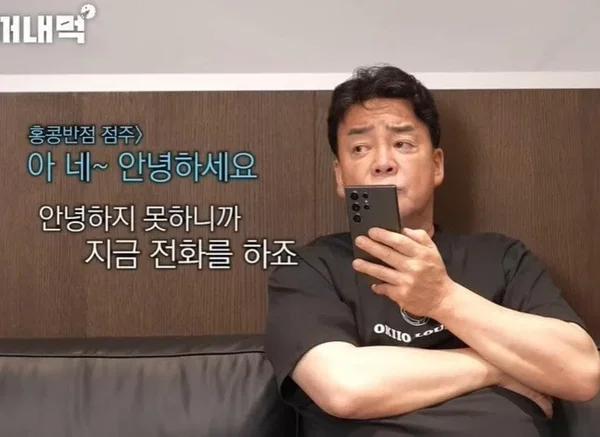 거내먹
홍콩반점 점주>
아 네~ 안녕하세요
안녕하지 못하니까
지금 전화를 하죠
OKIIO